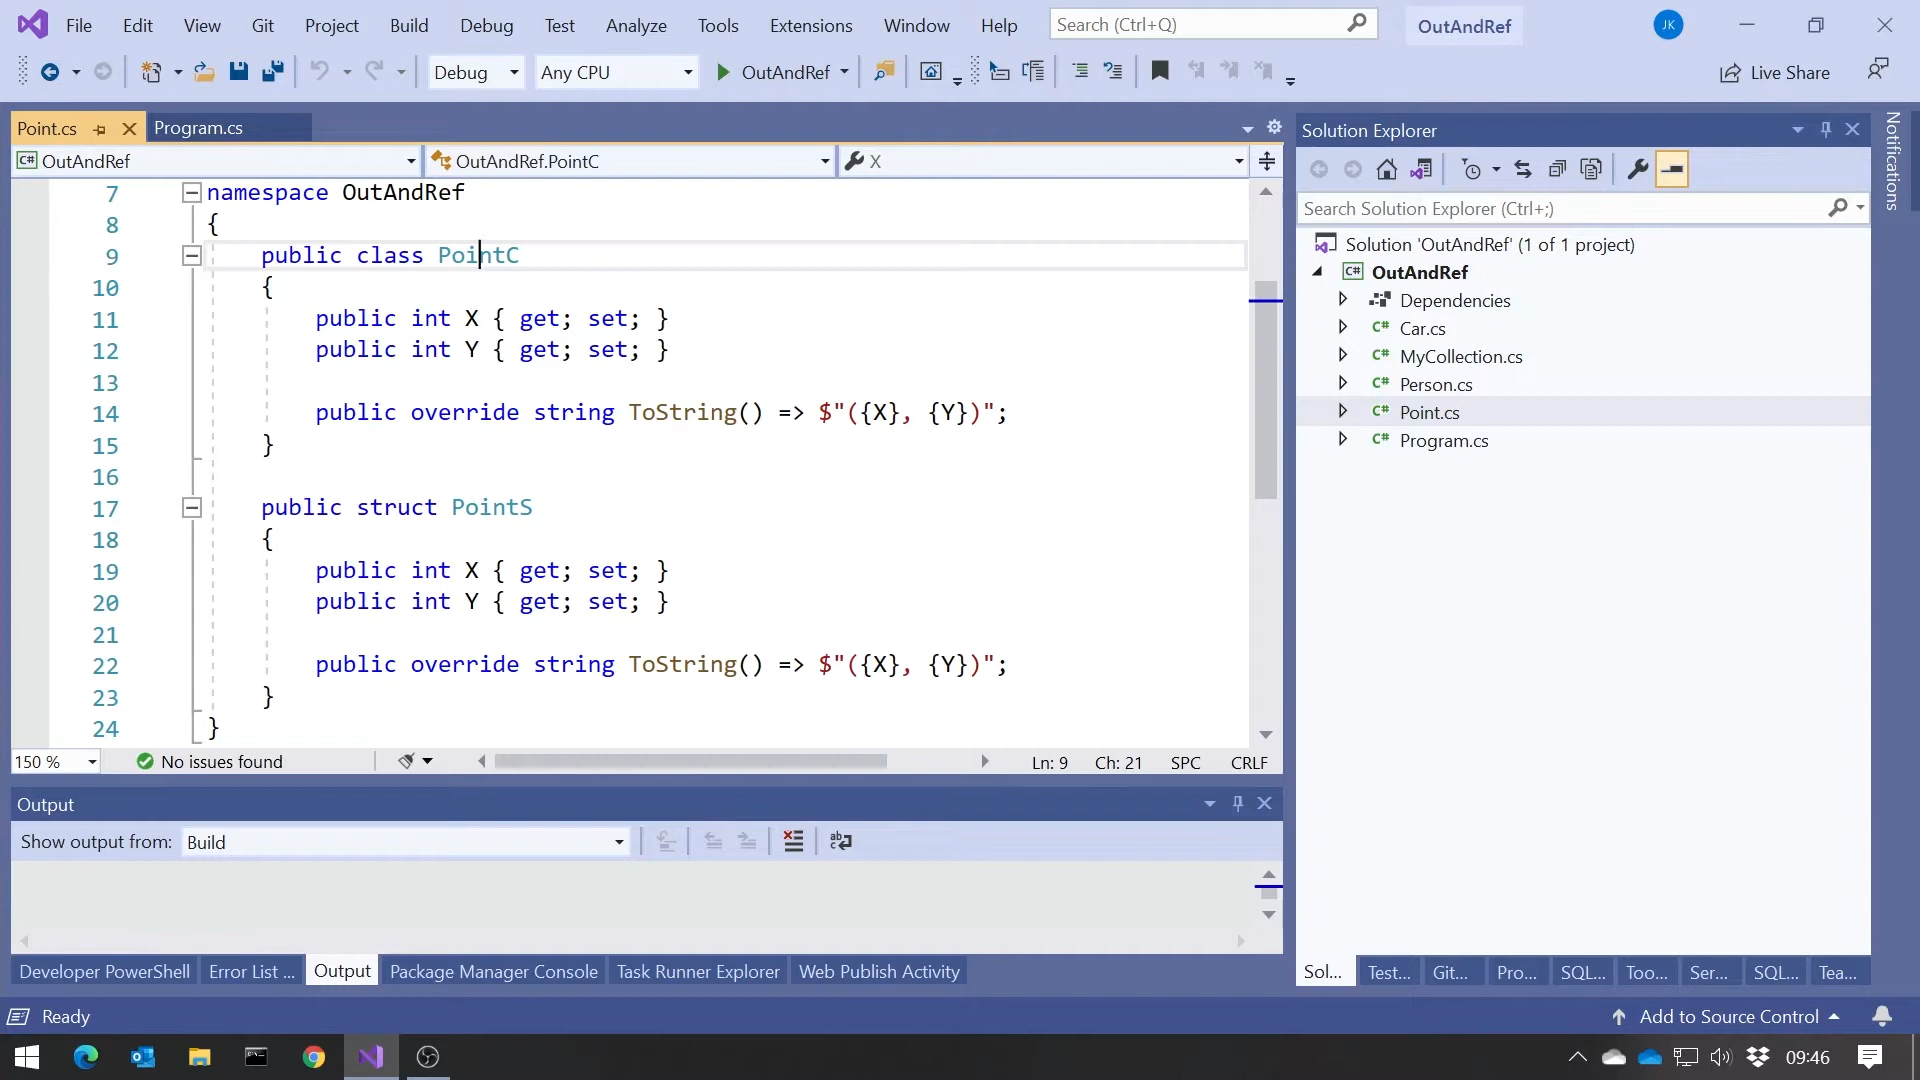 File Edit View Git Project Build Debug Test Analyze Tools Extensions Window Help Search (Ctrl+Q) OutAndRef JK
Debug Any CPU OutAndRef Live Share
Point.cs Program.cs
OutAndRef OutAndRef.PointC X
7 namespace OutAndRef
8 {
9 public class PointC
10 {
11 public int X { get; set; }
12 public int Y { get; set; }
13
14 public override string ToString() => $"({X}, {Y})";
15 }
16
17 public struct PointS
18 {
19 public int X { get; set; }
20 public int Y { get; set; }
21
22 public override string ToString() => $"({X}, {Y})";
23 }
24 }
150 % No issues found Ln: 9 Ch: 21 SPC CRLF
Output
Show output from: Build
Developer PowerShell Error List ... Output Package Manager Console Task Runner Explorer Web Publish Activity
Solution Explorer
Search Solution Explorer (Ctrl+;)
Solution 'OutAndRef' (1 of 1 project)
C# OutAndRef
Dependencies
C# Car.cs
C# MyCollection.cs
C# Person.cs
C# Point.cs
C# Program.cs
Sol... Test... Git... Pro... SQL... Too... Ser... SQL... Tea...
Notifications
Ready Add to Source Control
09:46